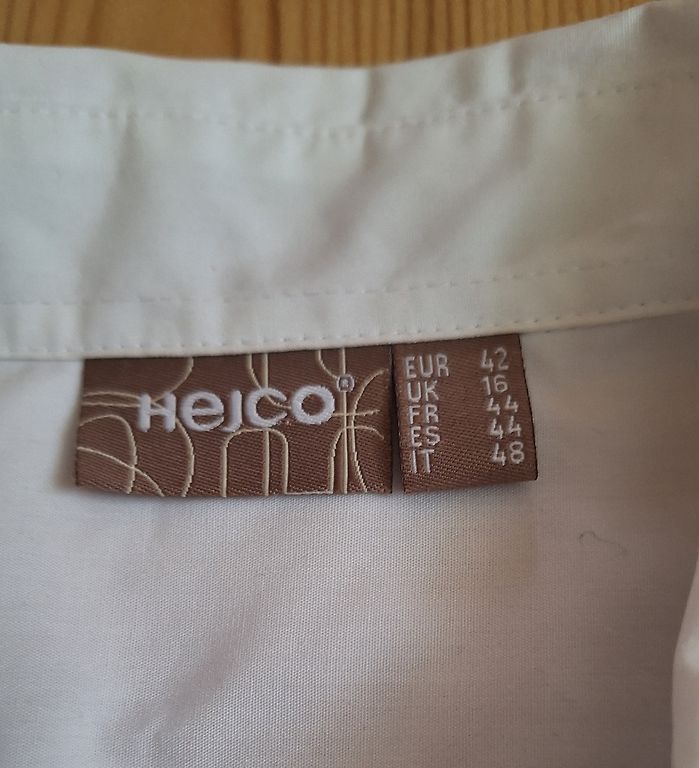 Hejco®
EUR 42
UK 16
FR 44
ES 44
IT 48